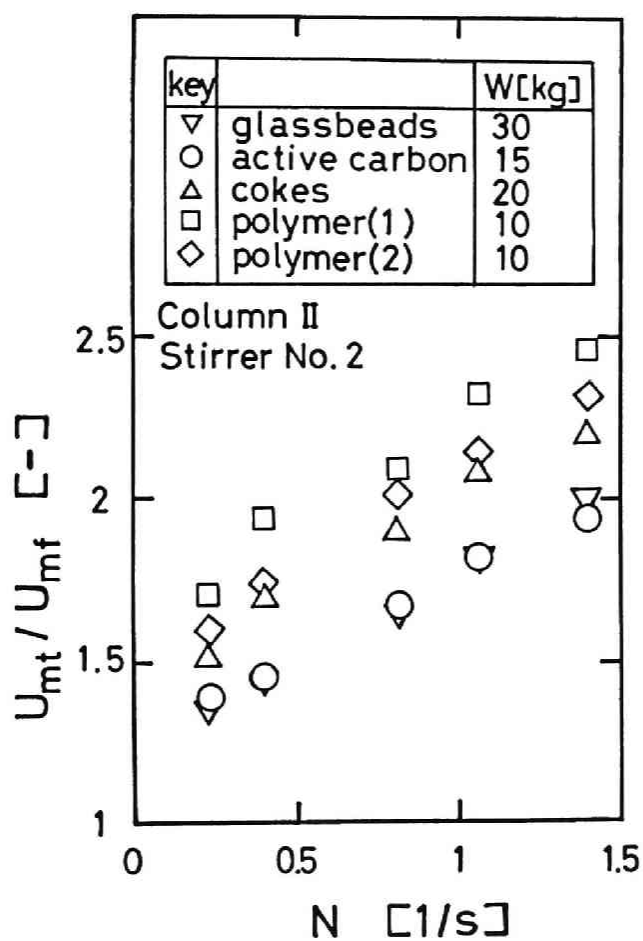 key W[kg]
▽ glassbeads 30
○ active carbon 15
△ cokes 20
□ polymer(1) 10
◇ polymer(2) 10
Column II
Stirrer No. 2
Umt / Umf [-]
2.5
2
1.5
1
0 0.5 1 1.5
N [1/s]